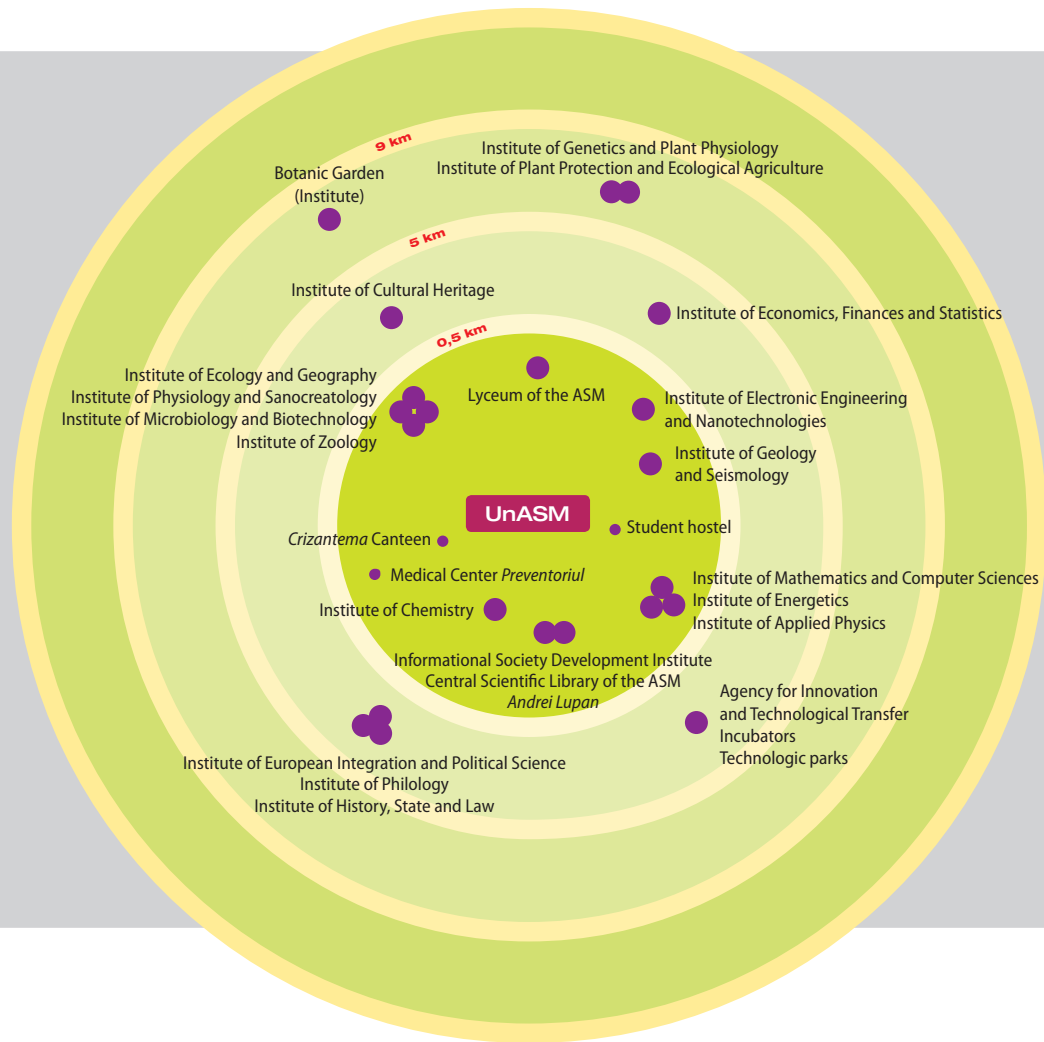 9 km
Institute of Genetics and Plant Physiology
Institute of Plant Protection and Ecological Agriculture
Botanic Garden
(Institute)
5 km
Institute of Cultural Heritage
Institute of Economics, Finances and Statistics
0,5 km
Institute of Ecology and Geography
Institute of Physiology and Sanocreatology
Institute of Microbiology and Biotechnology
Institute of Zoology
Lyceum of the ASM
Institute of Electronic Engineering
and Nanotechnologies
Institute of Geology
and Seismology
UnASM
Student hostel
Crizantema Canteen
Medical Center Preventoriul
Institute of Chemistry
Institute of Mathematics and Computer Sciences
Institute of Energetics
Institute of Applied Physics
Informational Society Development Institute
Central Scientific Library of the ASM
Andrei Lupan
Agency for Innovation
and Technological Transfer
Incubators
Technologic parks
Institute of European Integration and Political Science
Institute of Philology
Institute of History, State and Law